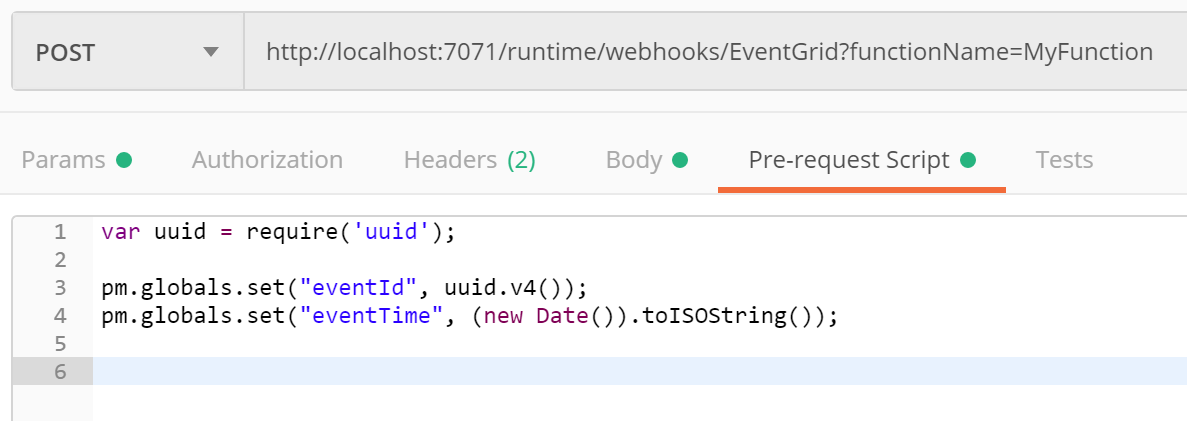 POST http://localhost:7071/runtime/webhooks/EventGrid?functionName=MyFunction
Params Authorization Headers (2) Body Pre-request Script Tests
1 var uuid = require('uuid');
2
3 pm.globals.set("eventId", uuid.v4());
4 pm.globals.set("eventTime", (new Date()).toISOString());
5
6